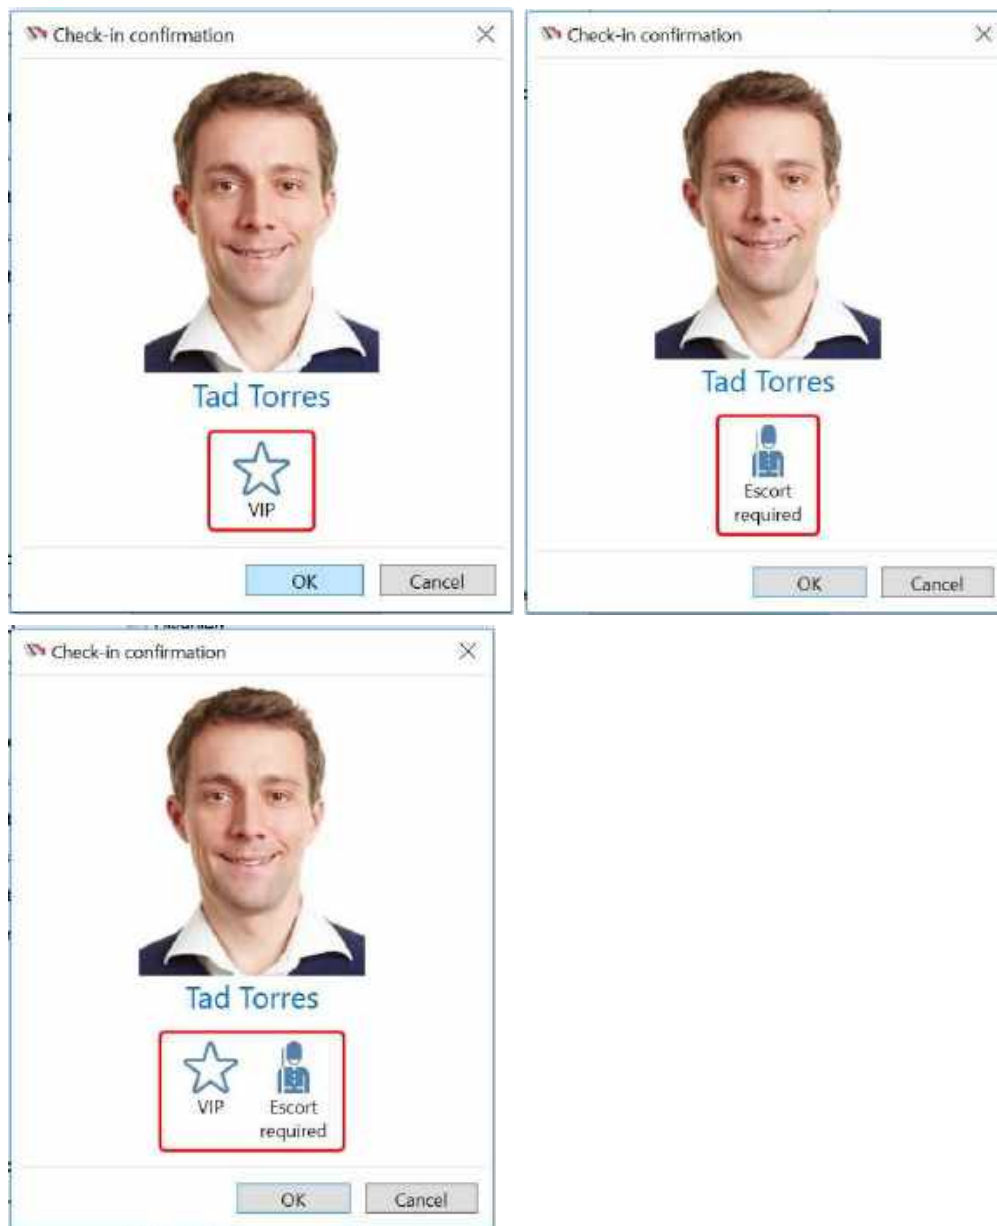 Check-in confirmation
Tad Torres
VIP
OK Cancel
Check-in confirmation
Tad Torres
Escort
required
OK Cancel
Check-in confirmation
Tad Torres
VIP Escort
required
OK Cancel